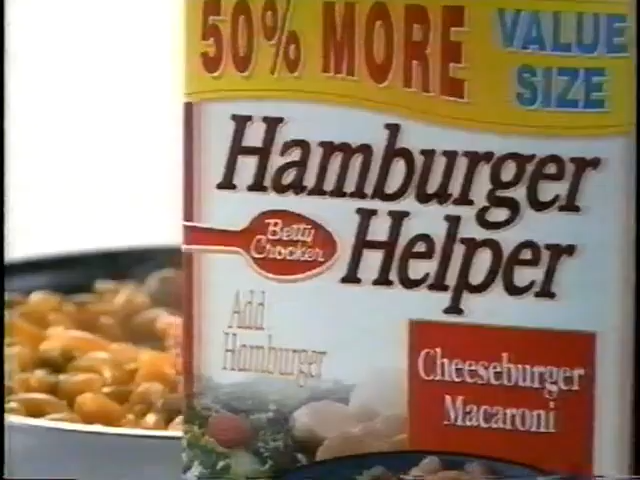 50% MORE
VALUE
SIZE
Hamburger
Helper
Betty
Crocker
Add
Hamburger
Cheeseburger
Macaroni